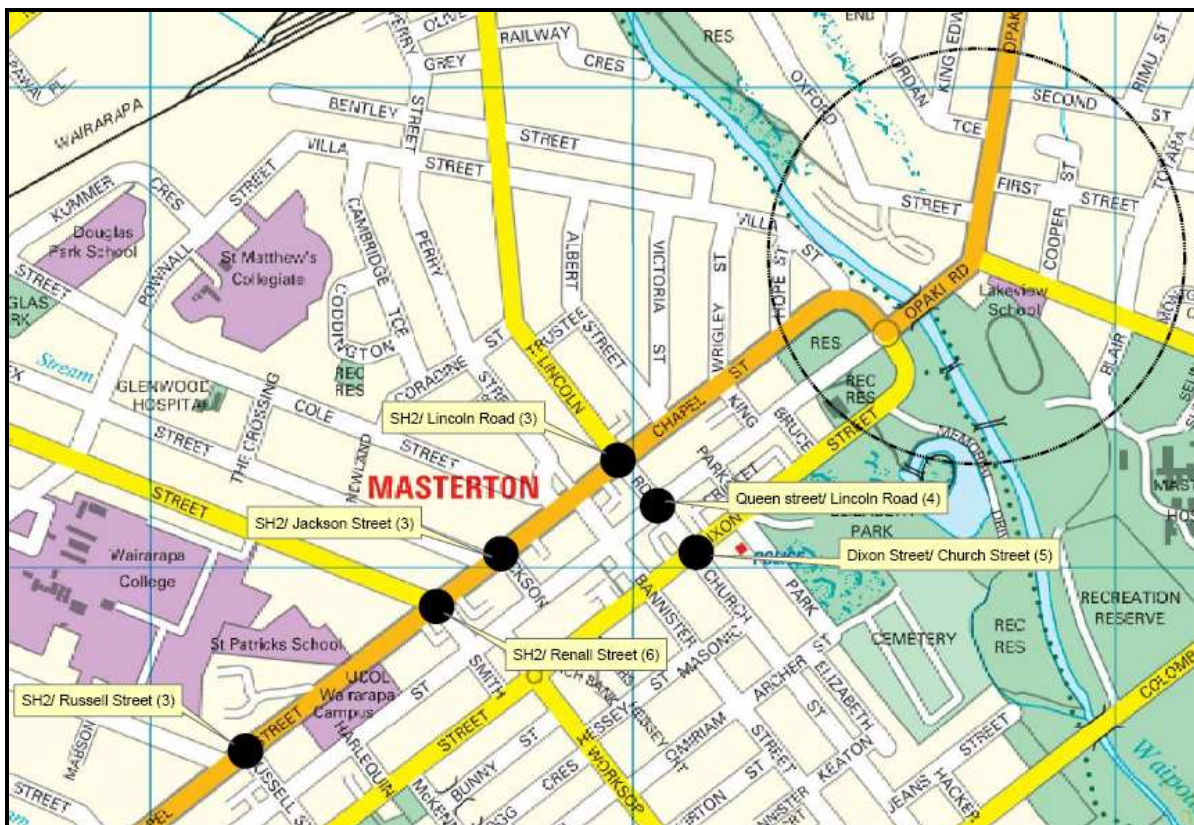 RES
END
OXFORD
STREET
JORDAN
TCE
KING EDW
OPAKI
RIMU ST
SECOND
ST
FIRST
STREET
COOPER
ST
TOTARA
OLIVE
RAILWAY
CRES
GREY
PERRY
STREET
BENTLEY
STREET
WAIRARAPA
VILLA
STREET
VILLA
ST
KUMMER
CRES
Douglas
Park School
POWNALL
STREET
St Matthew's
Collegiate
CAMBRIDGE
TCE
PERRY
ALBERT
VICTORIA
ST
WRIGLEY ST
HOPE ST
OPAKI RD
Lakeview
School
BLAIR
CODDINGTON
REC
RES
CORADINE
ST
TRUSTEE
STREET
LINCOLN
RES
REC
RES
STREET
Stream
GLENWOOD
HOSPITAL
THE CROSSING
COLE
STREET
STREET
SH2/ Lincoln Road (3)
CHAPEL
ST
KING
BRUCE
STREET
MEMORIAL
MASTERTON
PARK
Queen street/ Lincoln Road (4)
PARK
STREET
SH2/ Jackson Street (3)
DIXON
Dixon Street/ Church Street (5)
Wairarapa
College
BANNISTER
CHURCH
PARK
RECREATION
RESERVE
St Patricks School
SH2/ Renall Street (6)
MASONIC
CEMETERY
REC
RES
UCOL
Wairarapa
Campus
SMITH
ST
ARCHER
ST
ELIZABETH
COLOMB
SH2/ Russell Street (3)
STREET
HARLEQUIN
STREET
HESSEY
ST
STREET
KEATON
STREET
MABSON
BUNNY
ST
CRES
WORKSOP
JEANS
HACKER
STREET